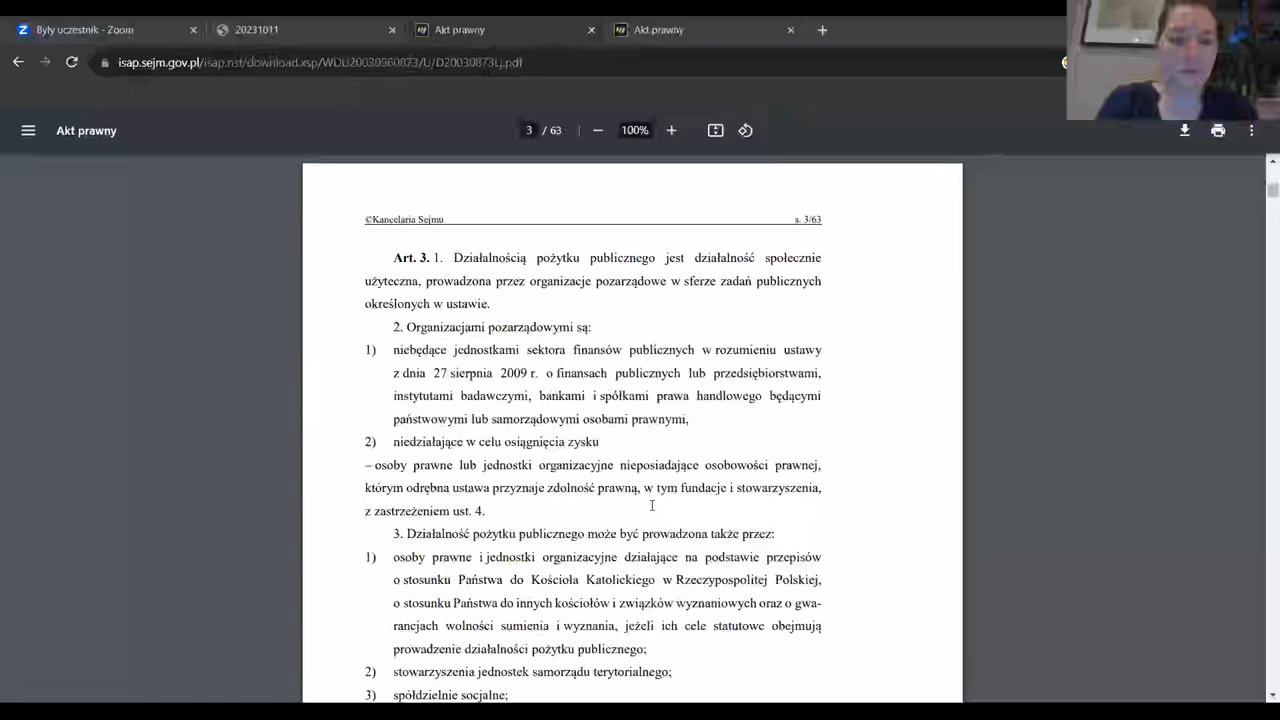 Były uczestnik - Zoom
20231011
Akt prawny
Akt prawny
isap.sejm.gov.pl/isap.nsf/download.xsp/WDU20030960873/U/D20030873Lj.pdf
Akt prawny
3 / 63
100%
©Kancelaria Sejmu
s. 3/63
Art. 3. 1. Działalnością pożytku publicznego jest działalność społecznie
użyteczna, prowadzona przez organizacje pozarządowe w sferze zadań publicznych
określonych w ustawie.
2. Organizacjami pozarządowymi są:
1) niebędące jednostkami sektora finansów publicznych w rozumieniu ustawy
z dnia 27 sierpnia 2009 r. o finansach publicznych lub przedsiębiorstwami,
instytutami badawczymi, bankami i spółkami prawa handlowego będącymi
państwowymi lub samorządowymi osobami prawnymi,
2) niedziałające w celu osiągnięcia zysku
– osoby prawne lub jednostki organizacyjne nieposiadające osobowości prawnej,
którym odrębna ustawa przyznaje zdolność prawną, w tym fundacje i stowarzyszenia,
z zastrzeżeniem ust. 4.
3. Działalność pożytku publicznego może być prowadzona także przez:
1) osoby prawne i jednostki organizacyjne działające na podstawie przepisów
o stosunku Państwa do Kościoła Katolickiego w Rzeczypospolitej Polskiej,
o stosunku Państwa do innych kościołów i związków wyznaniowych oraz o gwa-
rancjach wolności sumienia i wyznania, jeżeli ich cele statutowe obejmują
prowadzenie działalności pożytku publicznego;
2) stowarzyszenia jednostek samorządu terytorialnego;
3) spółdzielnie socjalne;